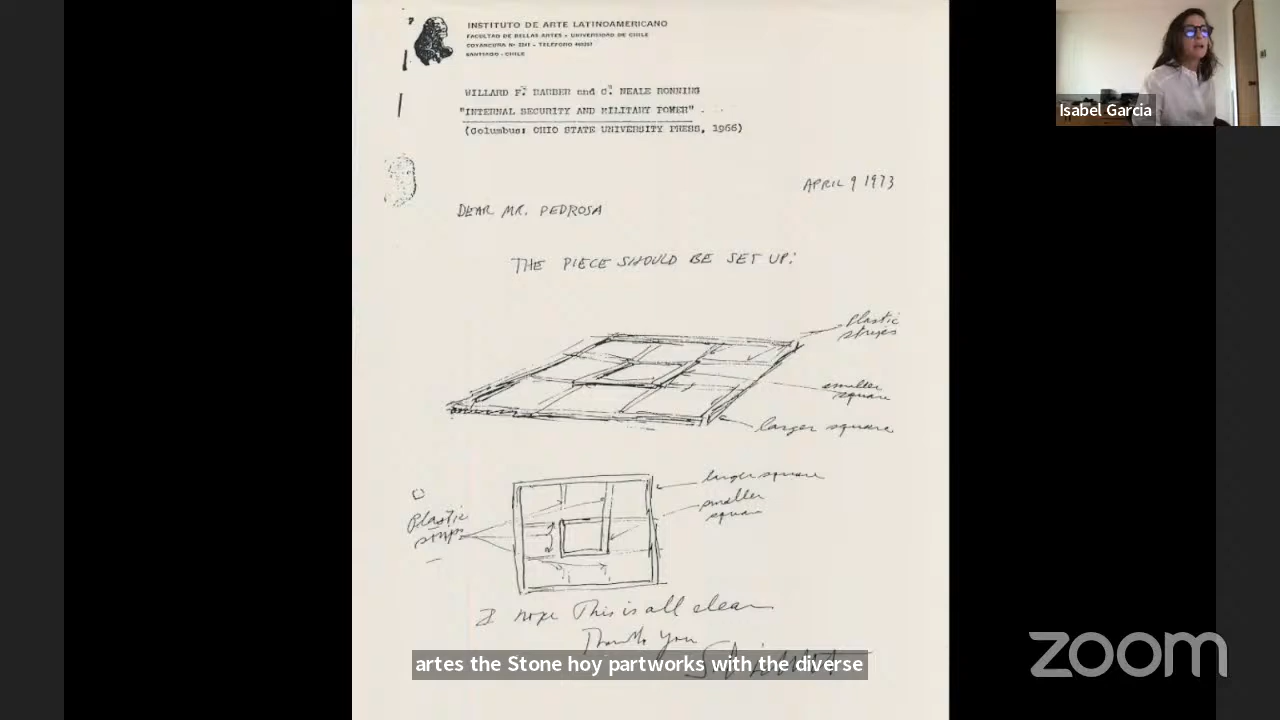 INSTITUTO DE ARTE LATINOAMERICANO
FACULTAD DE BELLAS ARTES - UNIVERSIDAD DE CHILE
SANTIAGO - CHILE
WILLARD F. BARBER and C. NEALE RONNING
"INTERNAL SECURITY AND MILITARY POWER"
(Columbus: OHIO STATE UNIVERSITY PRESS, 1966)
APRIL 9 1973
DEAR MR. PEDROSA
THE PIECE SHOULD BE SET UP:
Plastic
strips
smaller
square
larger square
larger square
smaller
square
Plastic
strips
I hope This is all clear
Thank You
artes the Stone hoy partworks with the diverse
Isabel Garcia
zoom